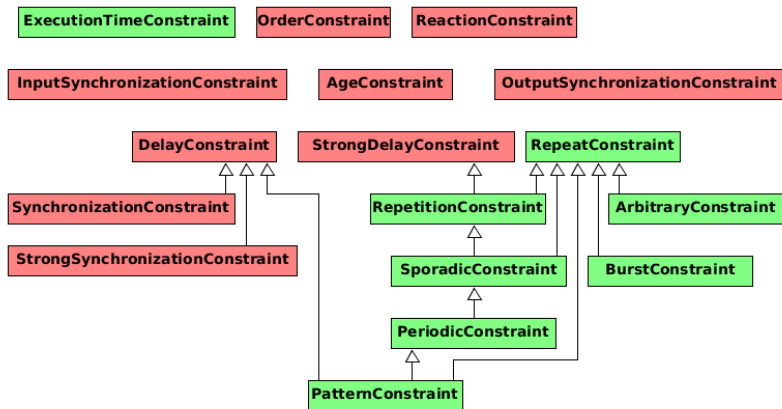 ExecutionTimeConstraint
OrderConstraint
ReactionConstraint
InputSynchronizationConstraint
AgeConstraint
OutputSynchronizationConstraint
DelayConstraint
StrongDelayConstraint
RepeatConstraint
SynchronizationConstraint
RepetitionConstraint
ArbitraryConstraint
StrongSynchronizationConstraint
SporadicConstraint
BurstConstraint
PeriodicConstraint
PatternConstraint